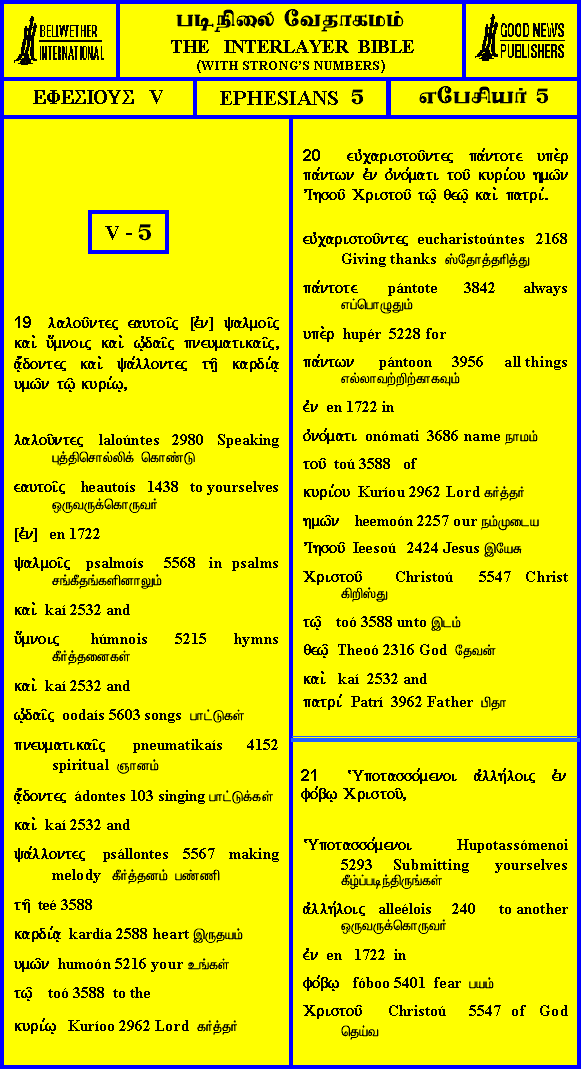 BELLWETHER
INTERNATIONAL
படிநிலை வேதாகமம்
THE INTERLAYER BIBLE
(WITH STRONG'S NUMBERS)
GOOD NEWS
PUBLISHERS
ΕΦΕΣΙΟΥΣ V
EPHESIANS 5
எபேசியர் 5
V - 5
19 λαλοῦντες εαυτοῖς [ἐν] ψαλμοῖς
καὶ ὕμνοις καὶ ᾠδαῖς πνευματικαῖς,
ᾄδοντες καὶ ψάλλοντες τῇ καρδίᾳ
υμῶν τῷ κυρίῳ,
λαλοῦντες laloúntes 2980 Speaking
புத்திசொல்லிக் கொண்டு
εαυτοῖς heautoís 1438 to yourselves
ஒருவருக்கொருவர்
[ἐν] en 1722
ψαλμοῖς psalmoís 5568 in psalms
சங்கீதங்களினாலும்
καὶ kaí 2532 and
ὕμνοις húmnois 5215 hymns
கீர்த்தனைகள்
καὶ kaí 2532 and
ᾠδαῖς oodaís 5603 songs பாட்டுகள்
πνευματικαῖς pneumatikaís 4152
spiritual ஞானம்
ᾄδοντες ádontes 103 singing பாட்டுக்கள்
καὶ kaí 2532 and
ψάλλοντες psállontes 5567 making
melody கீர்த்தனம் பண்ணி
τῇ teé 3588
καρδίᾳ kardía 2588 heart இருதயம்
υμῶν humoón 5216 your உங்கள்
τῷ toó 3588 to the
κυρίῳ Kuríoo 2962 Lord கர்த்தர்
20 εὐχαριστοῦντες πάντοτε υπὲρ
πάντων ἐν ὀνόματι τοῦ κυρίου ημῶν
Ἰησοῦ Χριστοῦ τῷ θεῷ καὶ πατρί.
εὐχαριστοῦντες eucharistoúntes 2168
Giving thanks ஸ்தோத்தரித்து
πάντοτε pántote 3842 always
எப்பொழுதும்
υπὲρ hupér 5228 for
πάντων pántoon 3956 all things
எல்லாவற்றிற்காகவும்
ἐν en 1722 in
ὀνόματι onómati 3686 name நாமம்
τοῦ toú 3588 of
κυρίου Kuríou 2962 Lord கர்த்தர்
ημῶν heemoón 2257 our நம்முடைய
Ἰησοῦ Ieesoú 2424 Jesus இயேசு
Χριστοῦ Christoú 5547 Christ
கிறிஸ்து
τῷ toó 3588 unto இடம்
θεῷ Theoó 2316 God தேவன்
καὶ kaí 2532 and
πατρί Patrí 3962 Father பிதா
21 Ὑποτασσόμενοι ἀλλήλοις ἐν
φόβῳ Χριστοῦ,
Ὑποτασσόμενοι Hupotassómenoi
5293 Submitting yourselves
கீழ்ப்படிந்திருங்கள்
ἀλλήλοις alleélois 240 to another
ஒருவருக்கொருவர்
ἐν en 1722 in
φόβῳ fóboo 5401 fear பயம்
Χριστοῦ Christoú 5547 of God
தெய்வ